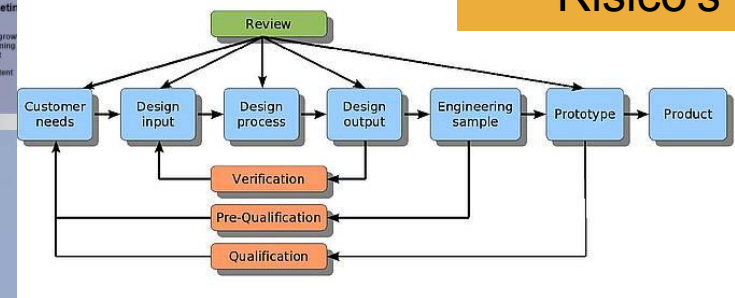 Risico's
Review
Customer
needs
Design
input
Design
process
Design
output
Engineering
sample
Prototype
Product
Verification
Pre-Qualification
Qualification